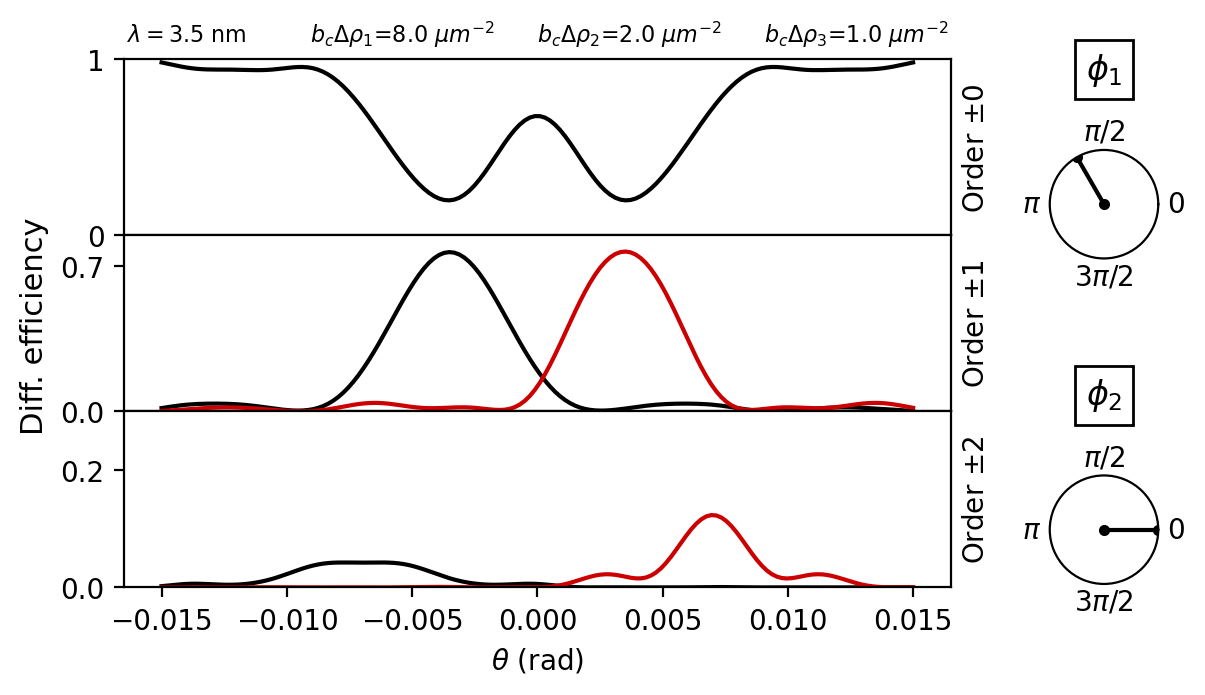 λ = 3.5 nm
b_cΔρ_1=8.0 μm^{-2}
b_cΔρ_2=2.0 μm^{-2}
b_cΔρ_3=1.0 μm^{-2}
1
0
Order ±0
Diff. efficiency
0.7
0.0
Order ±1
0.2
0.0
Order ±2
−0.015 −0.010 −0.005 0.000 0.005 0.010 0.015
θ (rad)
ϕ_1
π/2
π 0
3π/2
ϕ_2
π/2
π 0
3π/2